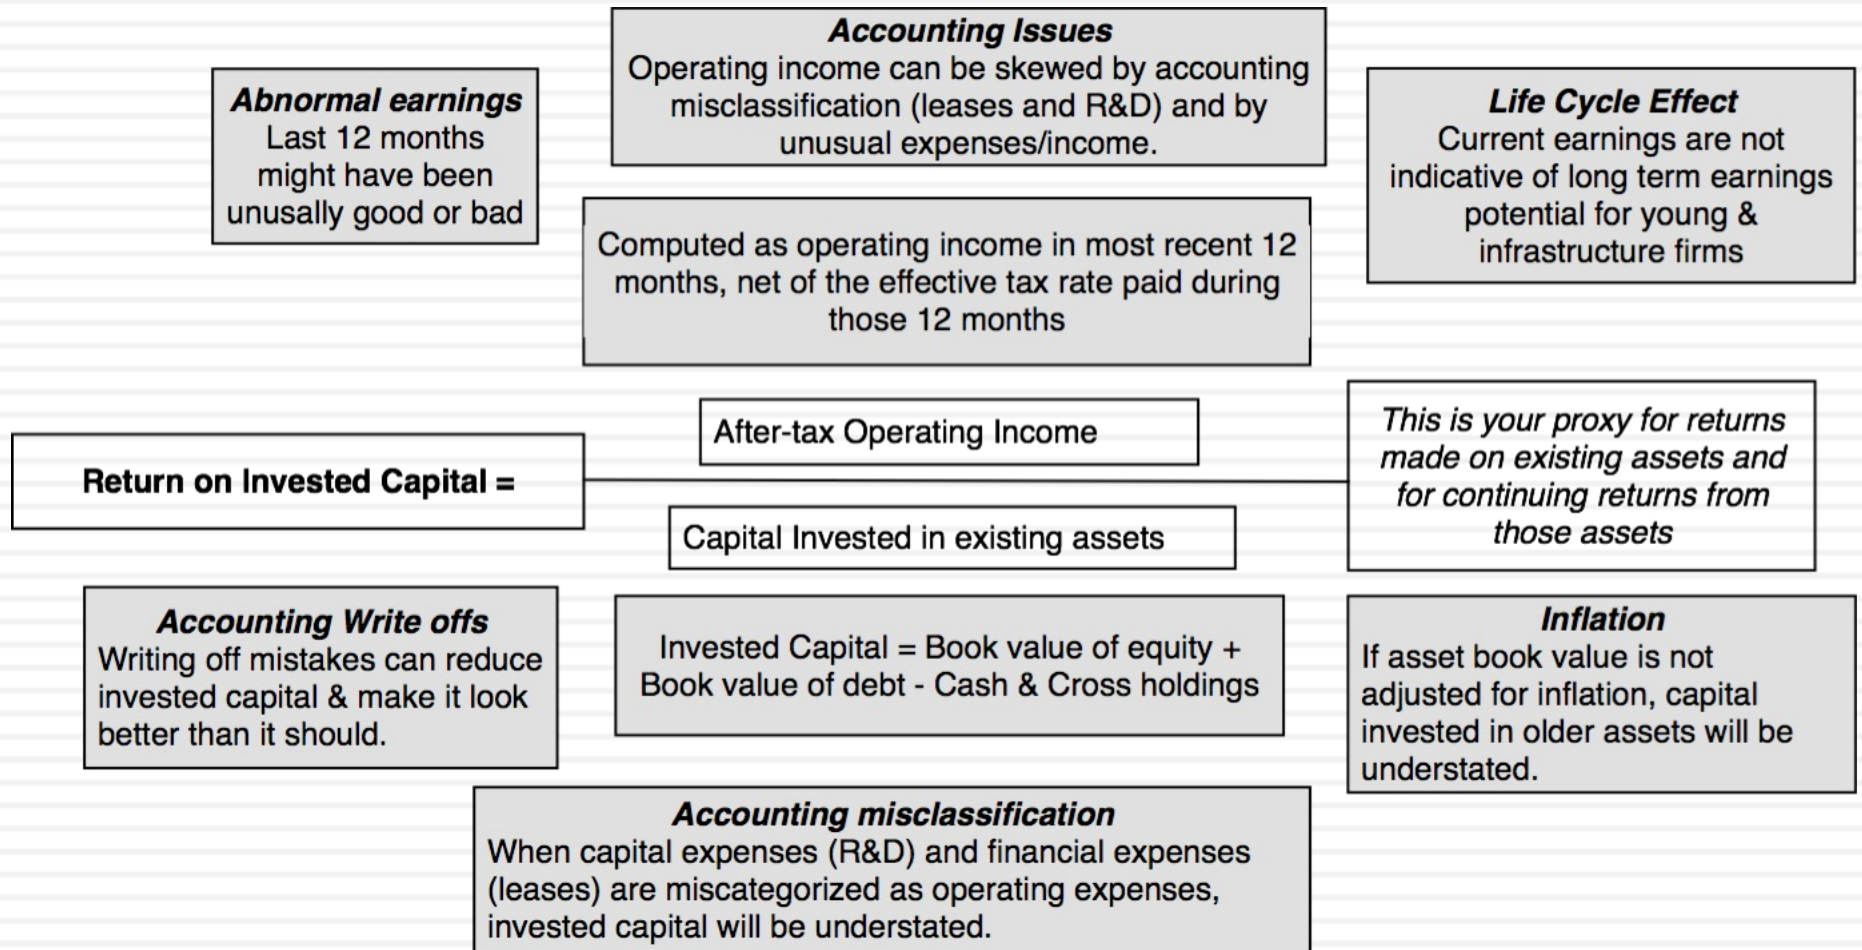 Accounting Issues
Operating income can be skewed by accounting
misclassification (leases and R&D) and by
unusual expenses/income.
Abnormal earnings
Last 12 months
might have been
unusally good or bad
Life Cycle Effect
Current earnings are not
indicative of long term earnings
potential for young &
infrastructure firms
Computed as operating income in most recent 12
months, net of the effective tax rate paid during
those 12 months
Return on Invested Capital =
After-tax Operating Income
Capital Invested in existing assets
This is your proxy for returns
made on existing assets and
for continuing returns from
those assets
Accounting Write offs
Writing off mistakes can reduce
invested capital & make it look
better than it should.
Invested Capital = Book value of equity +
Book value of debt - Cash & Cross holdings
Inflation
If asset book value is not
adjusted for inflation, capital
invested in older assets will be
understated.
Accounting misclassification
When capital expenses (R&D) and financial expenses
(leases) are miscategorized as operating expenses,
invested capital will be understated.